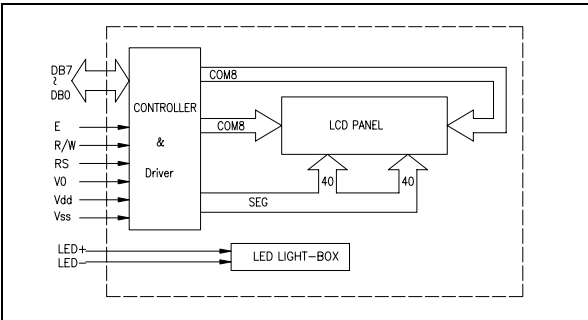 DB7
~
DB0
E
R/W
RS
V0
Vdd
Vss
LED+
LED-
CONTROLLER
&
Driver
COM8
COM8
LCD PANEL
40
40
SEG
LED LIGHT-BOX